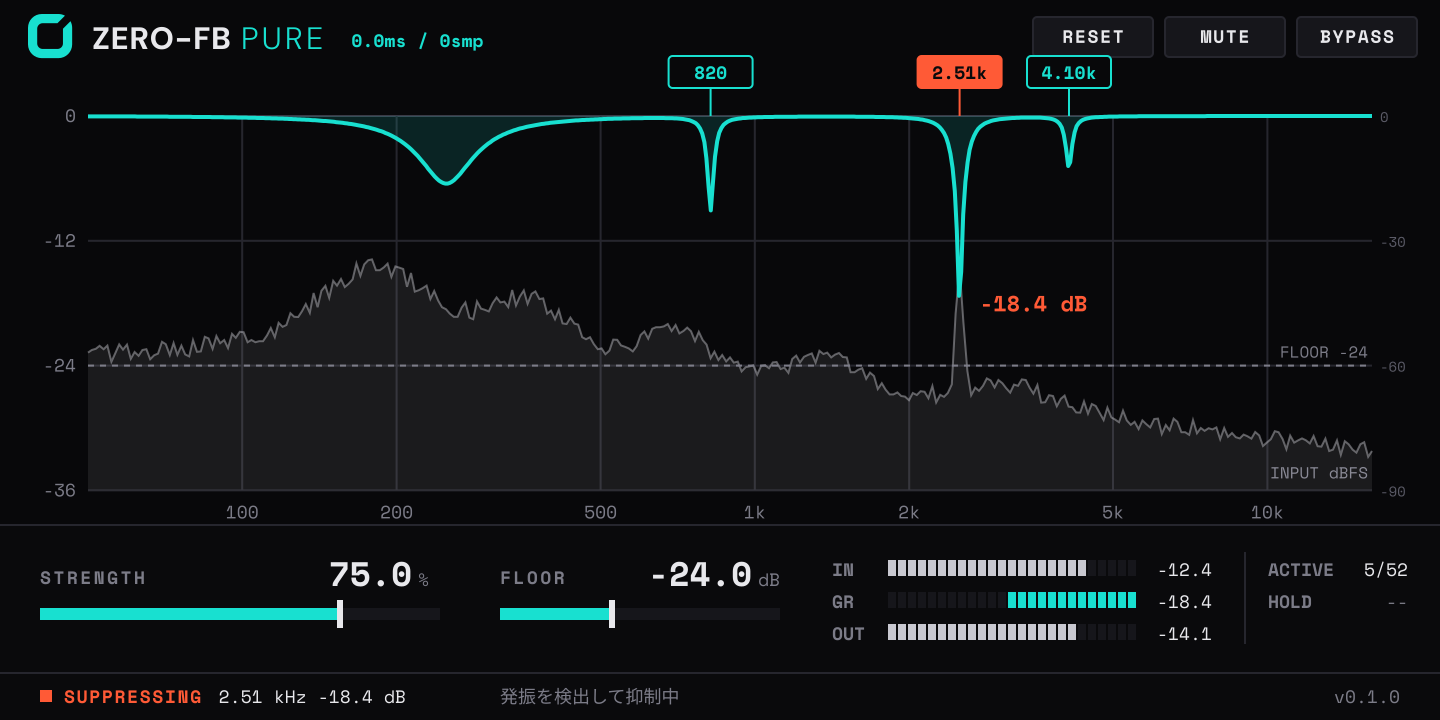 ZERO-FB PURE 0.0ms / 0smp RESET MUTE BYPASS
820 2.51k 4.10k
0 0
-12 -30
-18.4 dB
FLOOR -24
-24 -60
INPUT dBFS
-36 -90
100 200 500 1k 2k 5k 10k
STRENGTH 75.0 % FLOOR -24.0 dB
IN -12.4 ACTIVE 5/52
GR -18.4 HOLD --
OUT -14.1
SUPPRESSING 2.51 kHz -18.4 dB 発振を検出して抑制中 v0.1.0